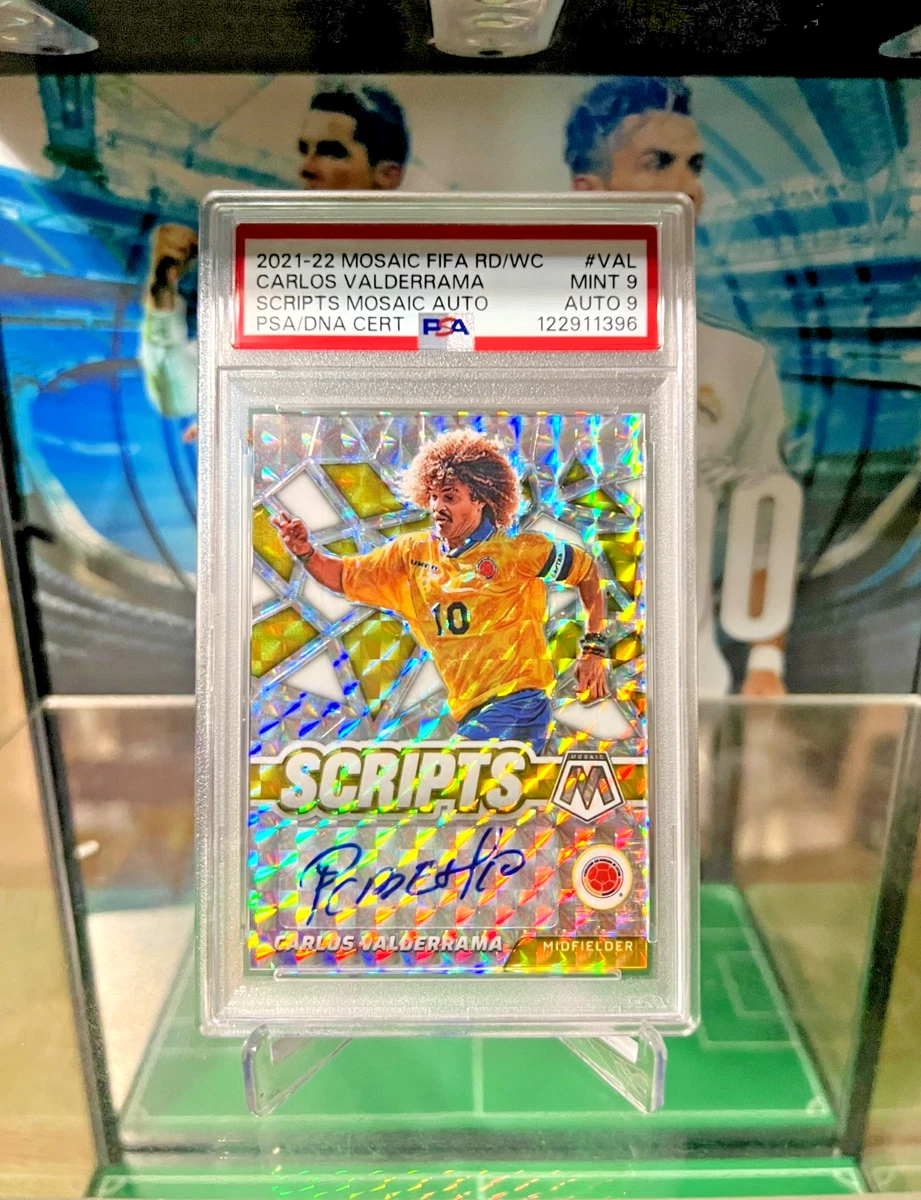 2021-22 MOSAIC FIFA RD/WC #VAL
CARLOS VALDERRAMA MINT 9
SCRIPTS MOSAIC AUTO AUTO 9
PSA/DNA CERT PSA 122911396
10
SCRIPTS
MOSAIC
CARLOS VALDERRAMA
MIDFIELDER